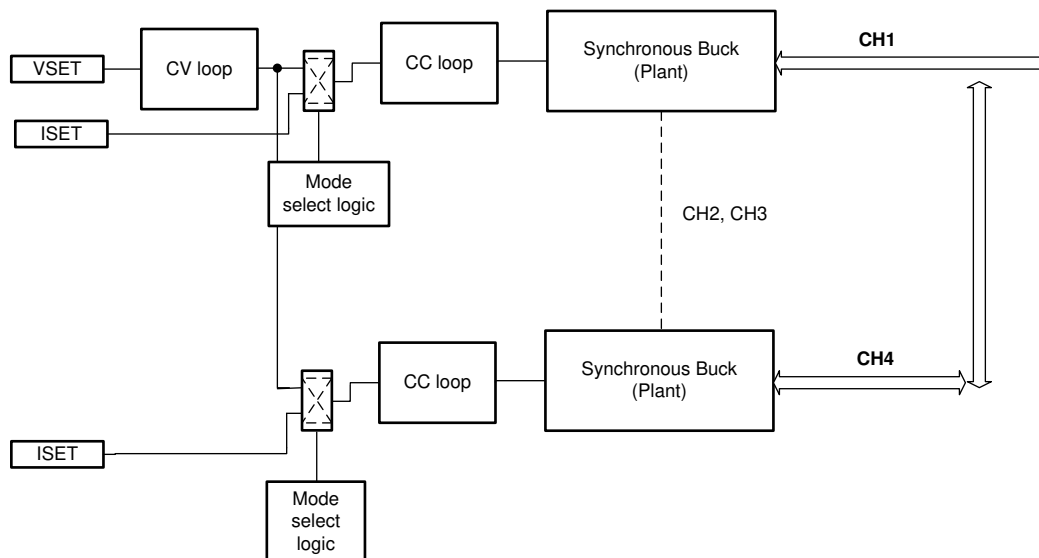 VSET
CV loop
CC loop
Synchronous Buck
(Plant)
CH1
ISET
Mode
select logic
CH2, CH3
CC loop
Synchronous Buck
(Plant)
CH4
ISET
Mode
select
logic